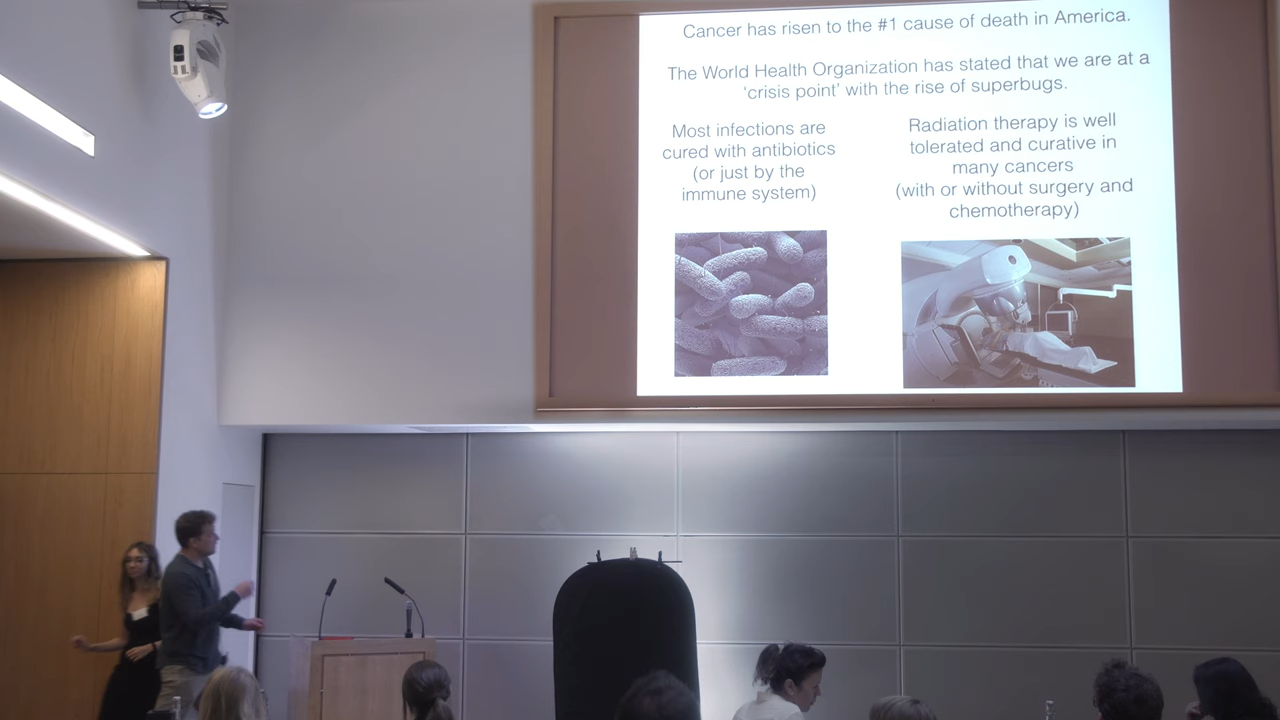 Cancer has risen to the #1 cause of death in America.
The World Health Organization has stated that we are at a
‘crisis point’ with the rise of superbugs.
Most infections are
cured with antibiotics
(or just by the
immune system)
Radiation therapy is well
tolerated and curative in
many cancers
(with or without surgery and
chemotherapy)